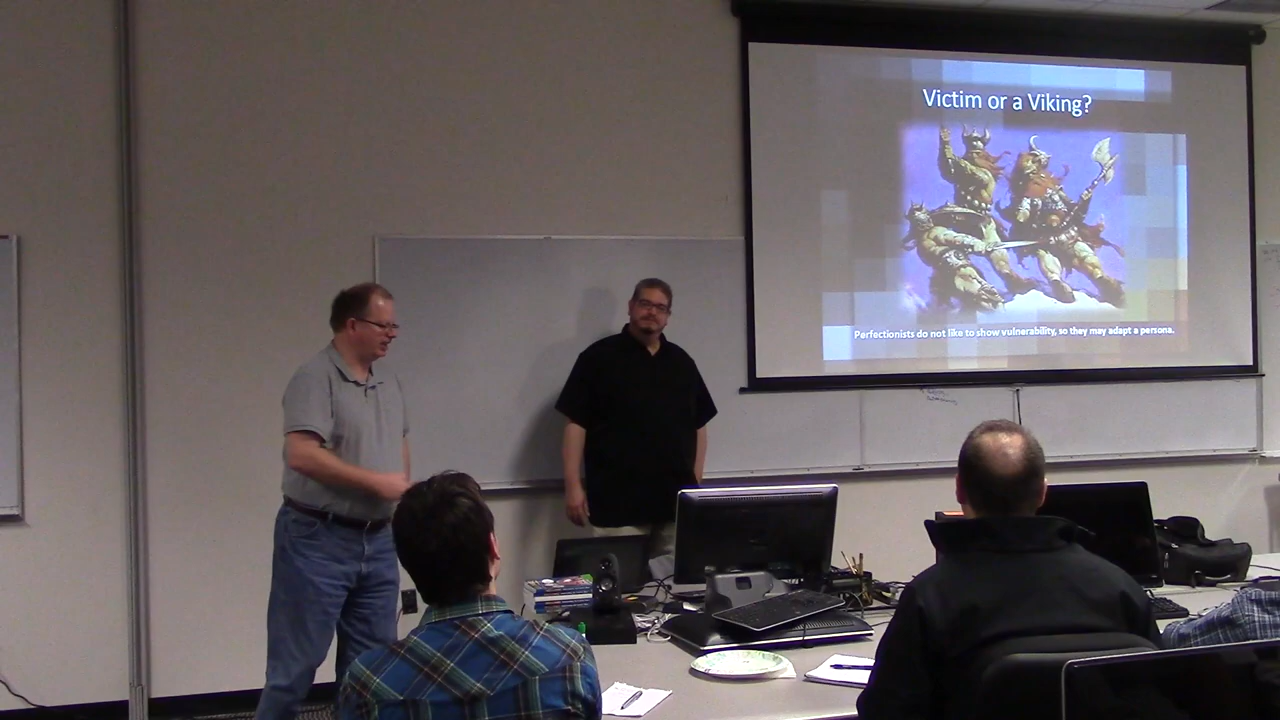 Victim or a Viking?
Perfectionists do not like to show vulnerability, so they may adapt a persona.